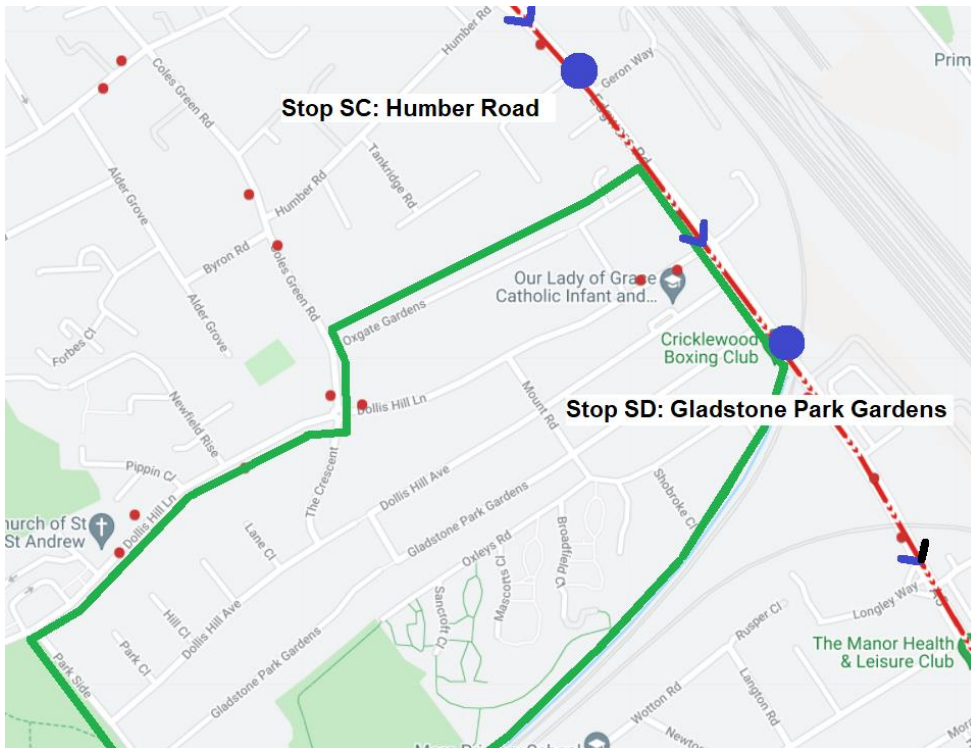 Humber Rd
Prim
Geron Way
Coles Green Rd
Stop SC: Humber Road
Edgware Rd
Tankridge Rd
Alder Grove
Humber Rd
Byron Rd
Coles Green Rd
Our Lady of Grace
Catholic Infant and...
Alder Grove
Oxgate Gardens
Forbes Cl
Cricklewood
Boxing Club
Dollis Hill Ln
Mount Rd
Stop SD: Gladstone Park Gardens
Newfield Rise
Pippin Cl
The Crescent
Dollis Hill Ave
Shobroke Cl
hurch of St
St Andrew
Dollis Hill Ln
Lane Cl
Gladstone Park Gardens
Oxleys Rd
Broadfield Cl
Mascotts Cl
Sancroft Cl
Longley Way
A5
Hill Cl
Dollis Hill Ave
Rusper Cl
Park Cl
Park Side
Gladstone Park Gardens
The Manor Health
& Leisure Club
Langton Rd
Wotton Rd
Mor